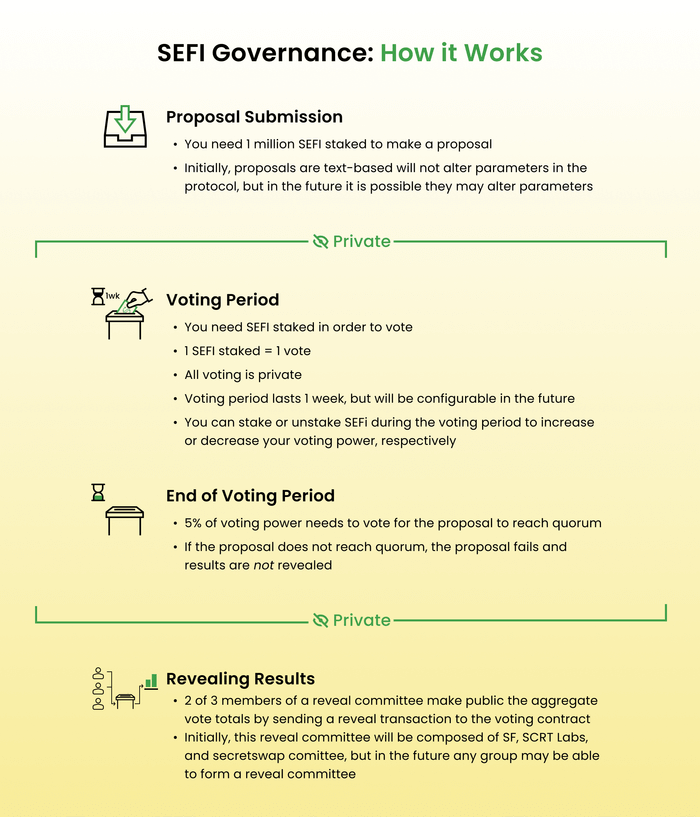 SEFI Governance: How it Works
Proposal Submission
• You need 1 million SEFI staked to make a proposal
• Initially, proposals are text-based will not alter parameters in the
protocol, but in the future it is possible they may alter parameters
Private
1wk
Voting Period
• You need SEFI staked in order to vote
• 1 SEFI staked = 1 vote
• All voting is private
• Voting period lasts 1 week, but will be configurable in the future
• You can stake or unstake SEFi during the voting period to increase
or decrease your voting power, respectively
End of Voting Period
• 5% of voting power needs to vote for the proposal to reach quorum
• If the proposal does not reach quorum, the proposal fails and
results are not revealed
Private
Revealing Results
• 2 of 3 members of a reveal committee make public the aggregate
vote totals by sending a reveal transaction to the voting contract
• Initially, this reveal committee will be composed of SF, SCRT Labs,
and secretswap comittee, but in the future any group may be able
to form a reveal committee